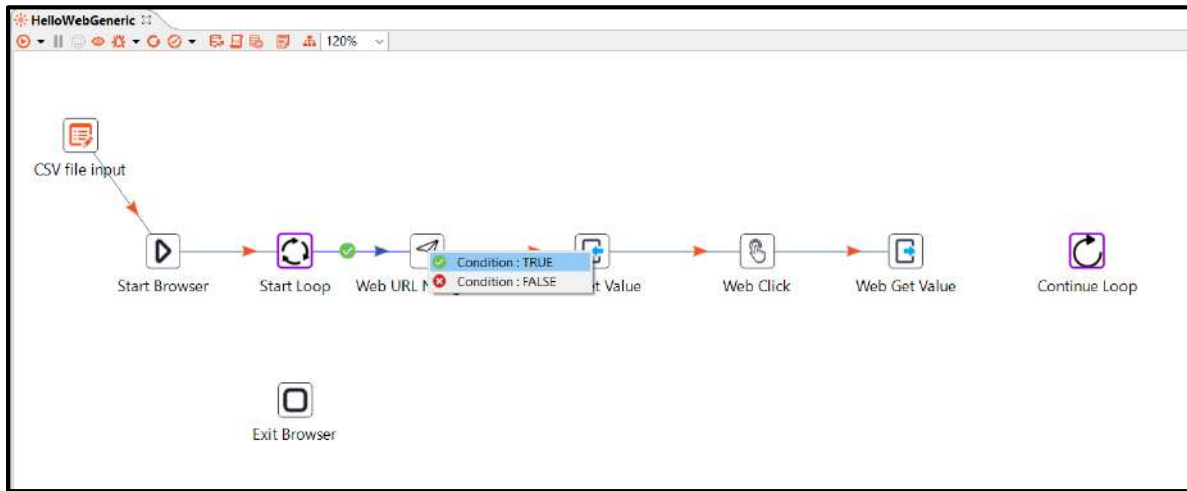 HelloWebGeneric
120%
CSV file input
Condition : TRUE
Condition : FALSE
Start Browser
Start Loop
Web URL
t Value
Web Click
Web Get Value
Continue Loop
Exit Browser